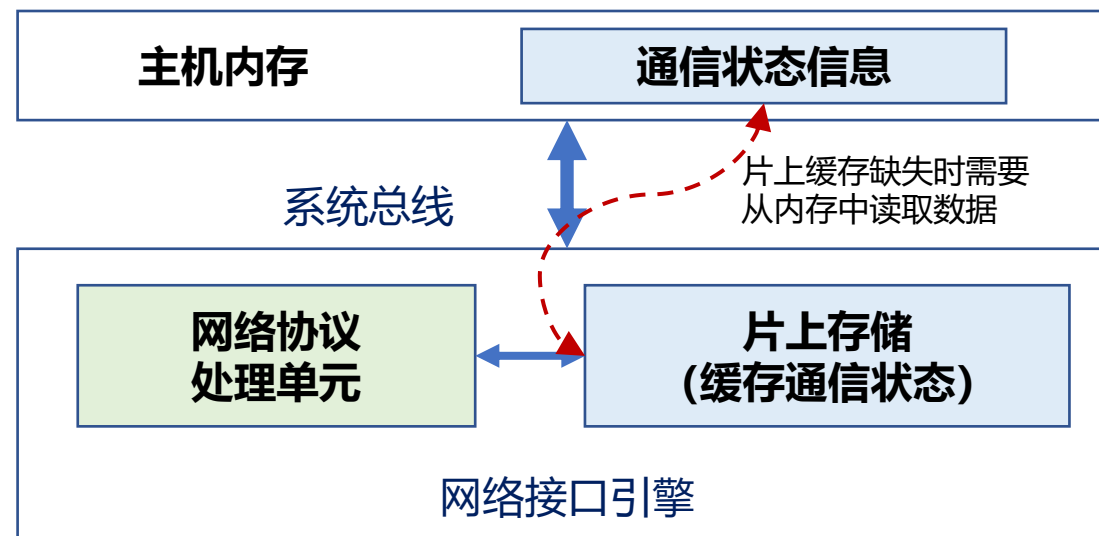 主机内存
通信状态信息
系统总线
片上缓存缺失时需要
从内存中读取数据
网络协议
处理单元
片上存储
（缓存通信状态）
网络接口引擎